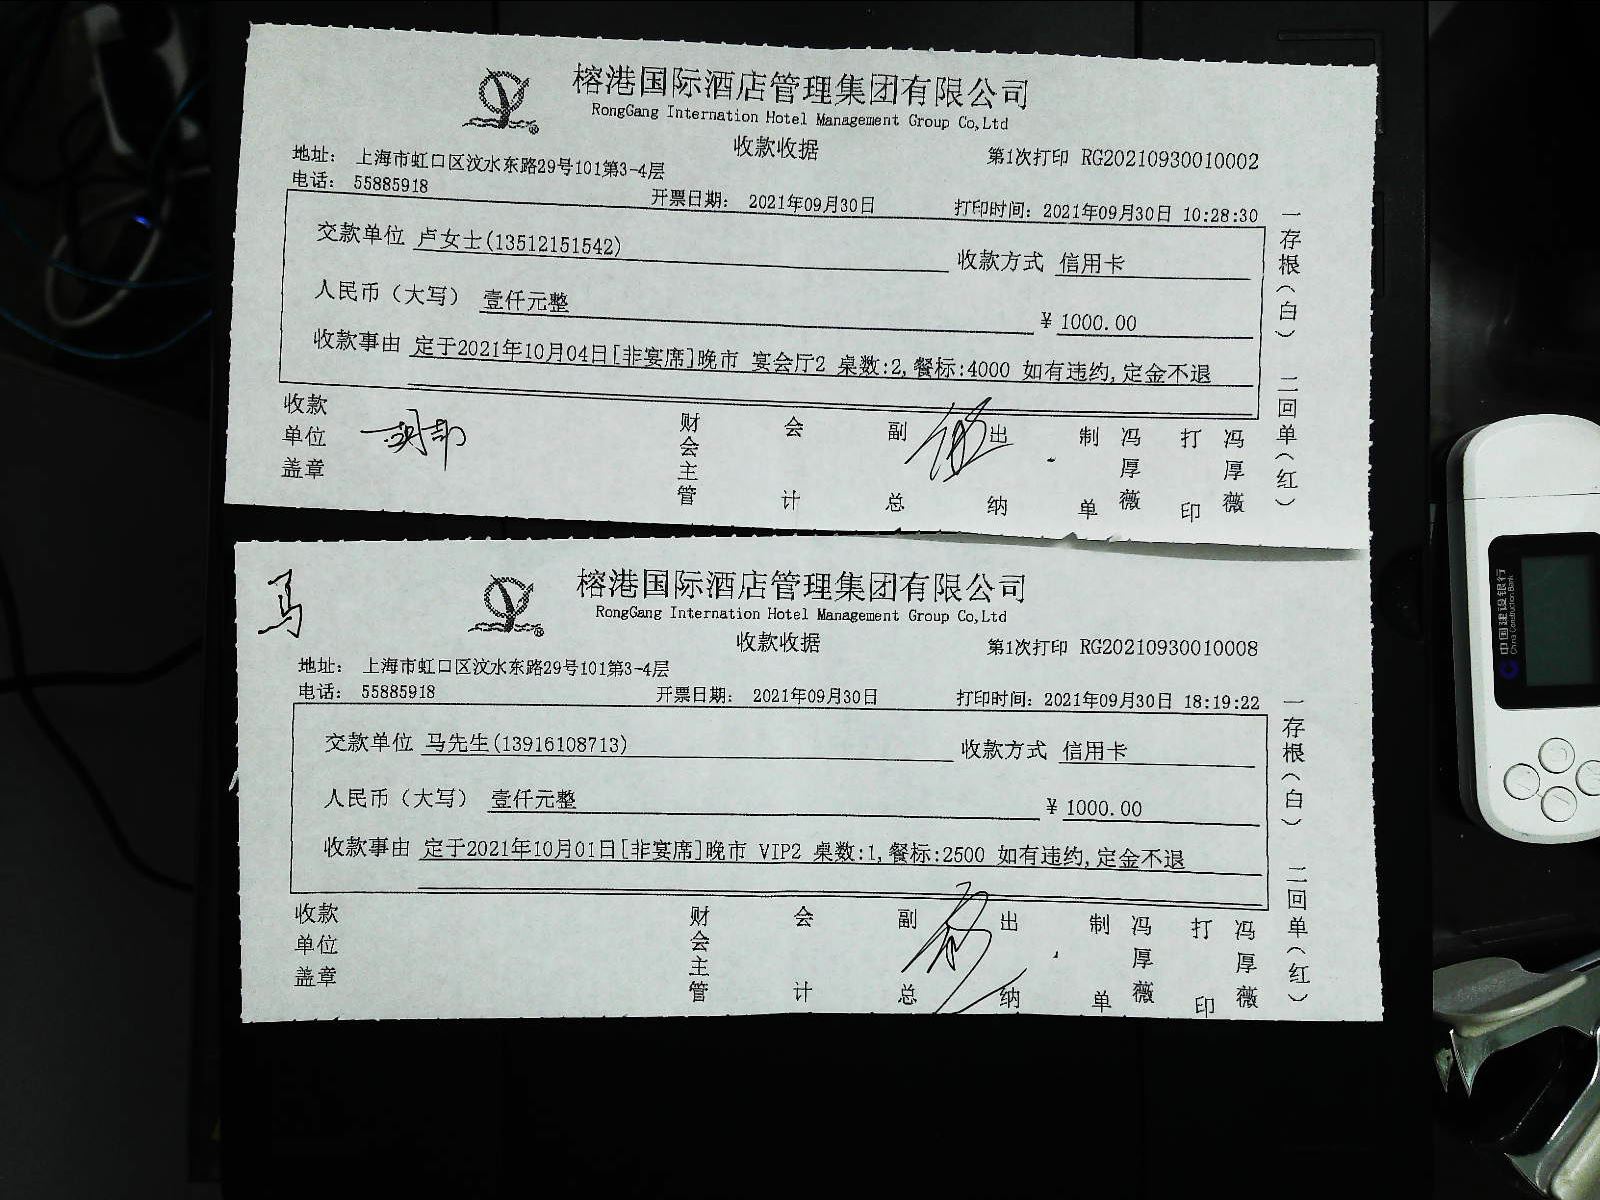 榕港国际酒店管理集团有限公司
RongGang Internation Hotel Management Group Co,Ltd
收款收据
第1次打印 RG20210930010002
地址: 上海市虹口区汶水东路29号101第3-4层
电话: 55885918
开票日期: 2021年09月30日
打印时间: 2021年09月30日 10:28:30
交款单位 卢女士(13512151542)
收款方式 信用卡
人民币(大写) 壹仟元整
¥ 1000.00
收款事由 定于2021年10月04日[非宴席]晚市 宴会厅2 桌数:2,餐标:4000 如有违约,定金不退
一存根(白) 二回单(红)
收款单位盖章
财会主管
会计
副总
出纳
制单
冯厚薇
打印
冯厚薇
马
榕港国际酒店管理集团有限公司
RongGang Internation Hotel Management Group Co,Ltd
收款收据
第1次打印 RG20210930010008
地址: 上海市虹口区汶水东路29号101第3-4层
电话: 55885918
开票日期: 2021年09月30日
打印时间: 2021年09月30日 18:19:22
交款单位 马先生(13916108713)
收款方式 信用卡
人民币(大写) 壹仟元整
¥ 1000.00
收款事由 定于2021年10月01日[非宴席]晚市 VIP2 桌数:1,餐标:2500 如有违约,定金不退
一存根(白) 二回单(红)
收款单位盖章
财会主管
会计
副总
出纳
制单
冯厚薇
打印
冯厚薇
中国建设银行
China Construction Bank